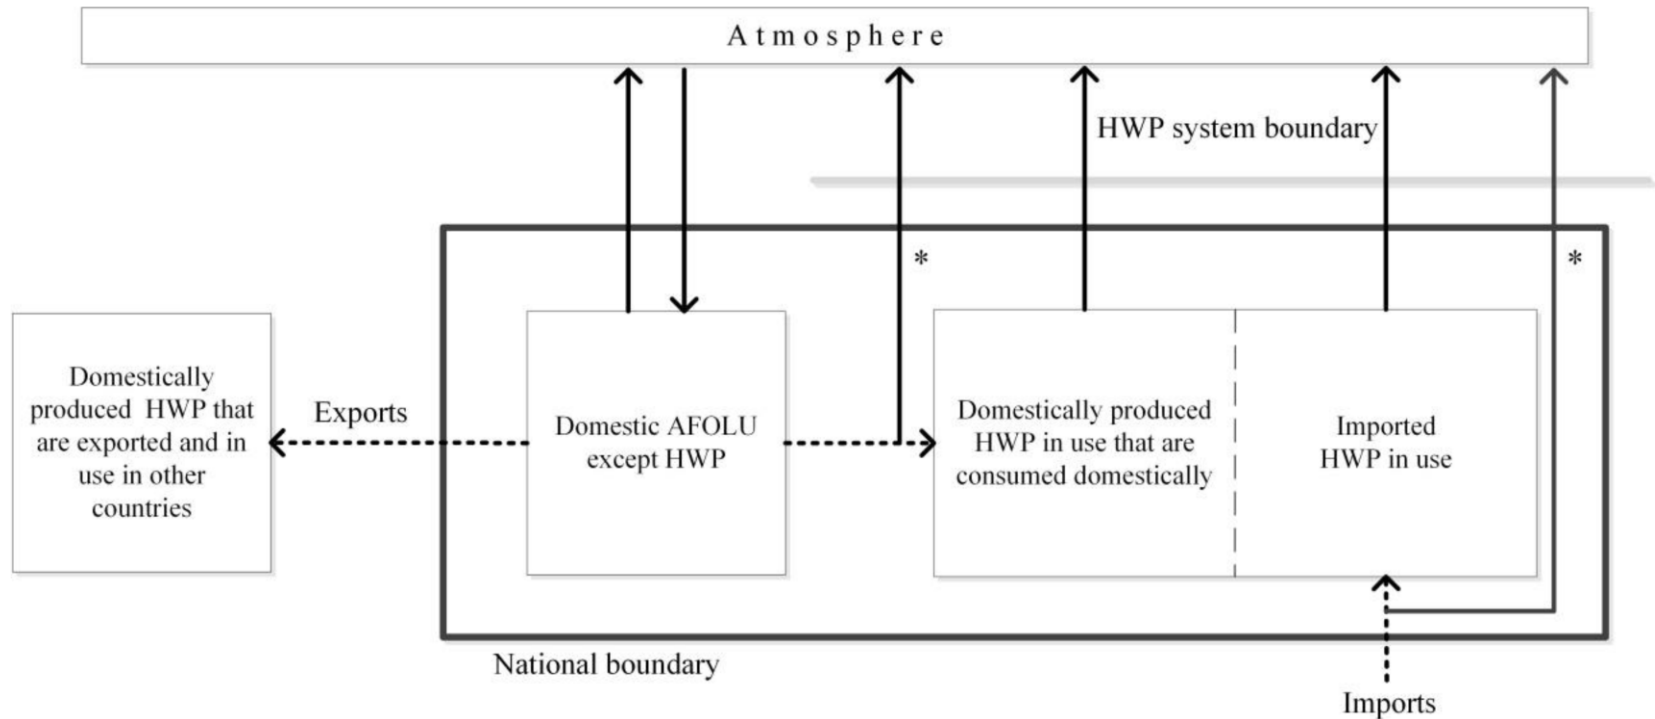 Atmosphere
HWP system boundary
*
*
Domestically
produced HWP that
are exported and in
use in other
countries
Exports
Domestic AFOLU
except HWP
Domestically produced
HWP in use that are
consumed domestically
Imported
HWP in use
National boundary
Imports